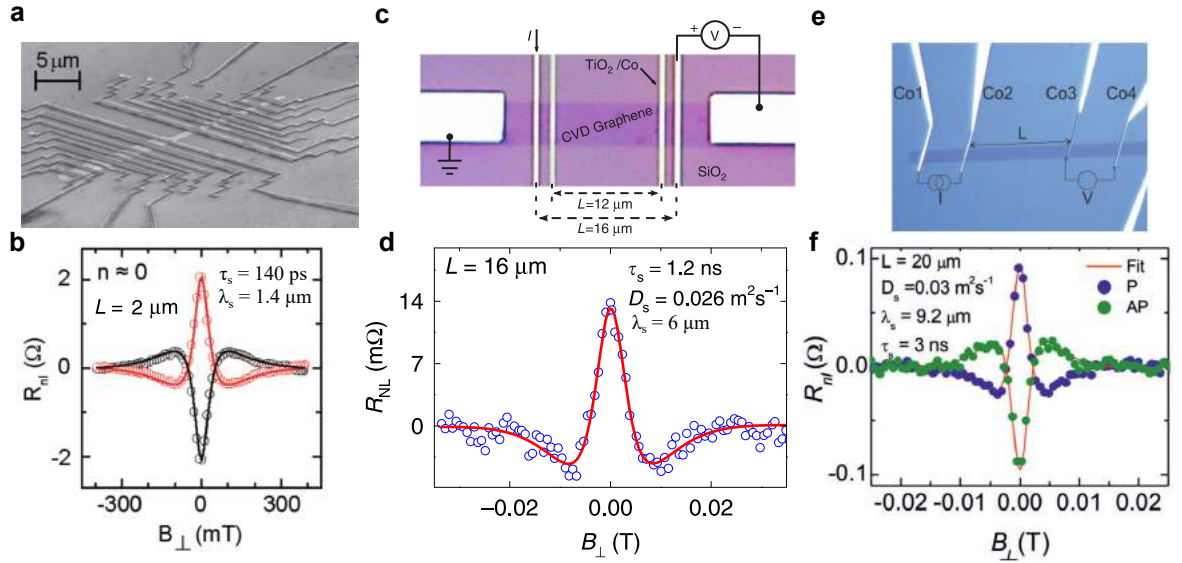 a
5 μm
b
n ≈ 0
τs = 140 ps
λs = 1.4 μm
L = 2 μm
2
0
-2
Rnl (Ω)
-300
0
300
B⊥ (mT)
c
I
+
V
−
TiO2 /Co
CVD Graphene
SiO2
L=12 μm
L=16 μm
d
L = 16 μm
τs = 1.2 ns
Ds = 0.026 m²s⁻¹
λs = 6 μm
14
7
0
RNL (mΩ)
−0.02
0.00
0.02
B⊥ (T)
e
Co1
Co2
Co3
Co4
L
I
V
f
L = 20 μm
Ds =0.03 m²s⁻¹
λs = 9.2 μm
τs = 3 ns
Fit
P
AP
0.1
0.0
-0.1
Rnl (Ω)
-0.02
-0.01
0.00
0.01
0.02
B⊥(T)